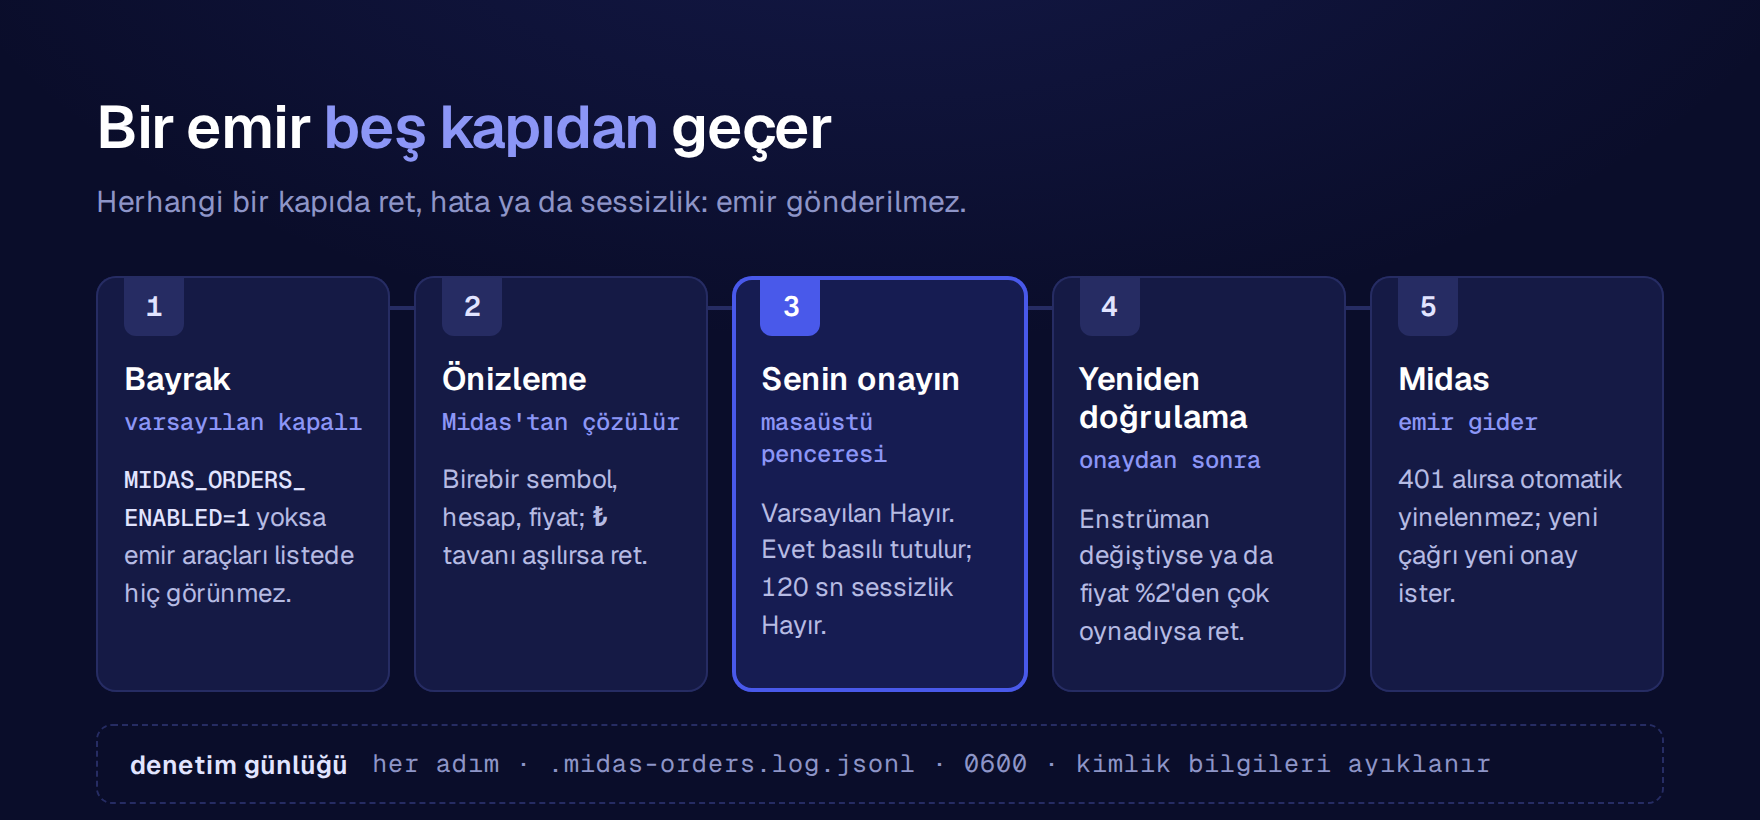 Bir emir beş kapıdan geçer
Herhangi bir kapıda ret, hata ya da sessizlik: emir gönderilmez.
1
Bayrak
varsayılan kapalı
MIDAS_ORDERS_
ENABLED=1 yoksa
emir araçları listede
hiç görünmez.
2
Önizleme
Midas'tan çözülür
Birebir sembol,
hesap, fiyat; ₺
tavanı aşılırsa ret.
3
Senin onayın
masaüstü
penceresi
Varsayılan Hayır.
Evet basılı tutulur;
120 sn sessizlik
Hayır.
4
Yeniden
doğrulama
onaydan sonra
Enstrüman
değiştiyse ya da
fiyat %2'den çok
oynadıysa ret.
5
Midas
emir gider
401 alırsa otomatik
yinelenmez; yeni
çağrı yeni onay
ister.
denetim günlüğü her adım · .midas-orders.log.jsonl · 0600 · kimlik bilgileri ayıklanır